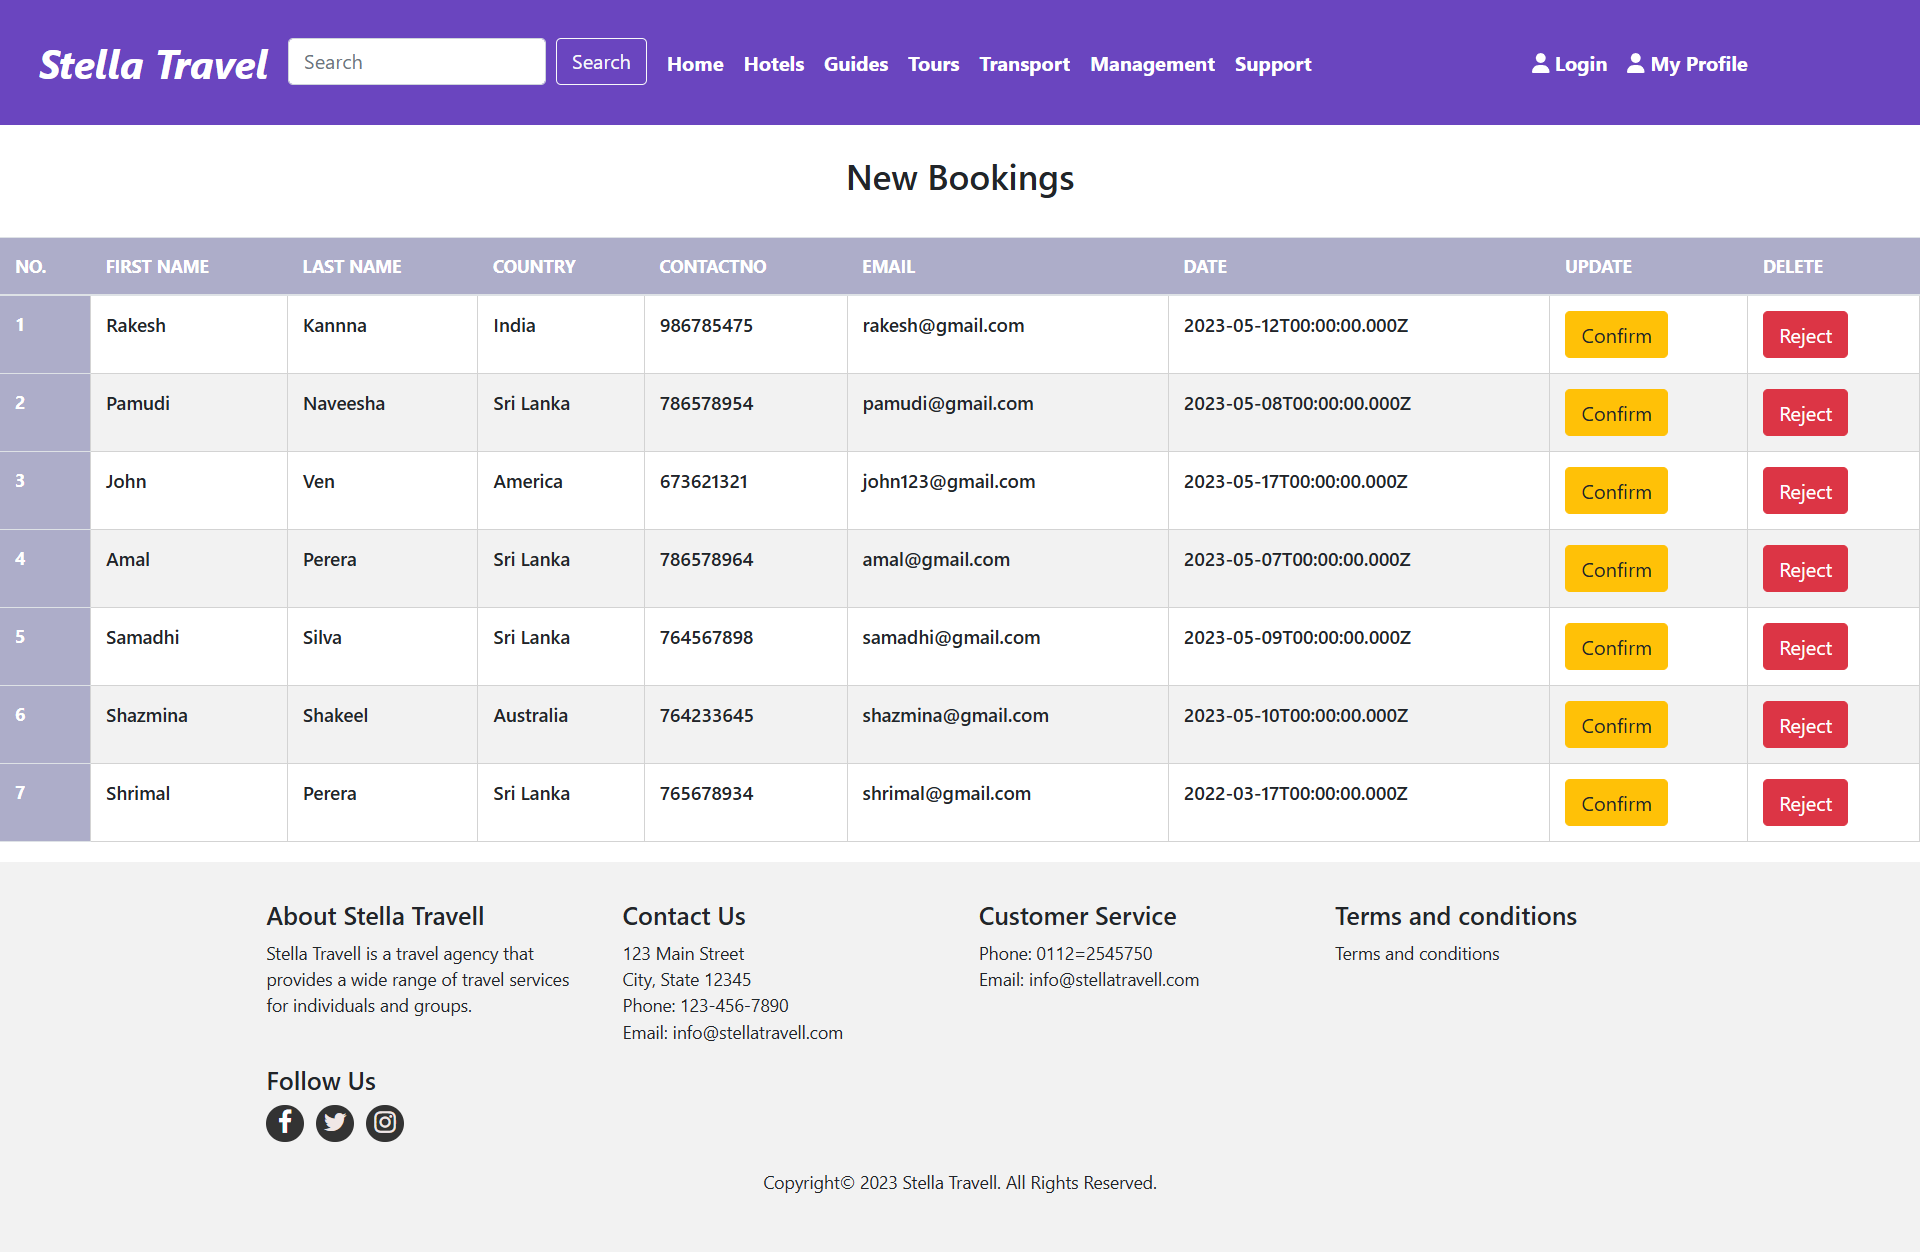 Stella Travel Search Search Home Hotels Guides Tours Transport Management Support Login My Profile
New Bookings
NO. FIRST NAME LAST NAME COUNTRY CONTACTNO EMAIL DATE UPDATE DELETE
1 Rakesh Kannna India 986785475 rakesh@gmail.com 2023-05-12T00:00:00.000Z Confirm Reject
2 Pamudi Naveesha Sri Lanka 786578954 pamudi@gmail.com 2023-05-08T00:00:00.000Z Confirm Reject
3 John Ven America 673621321 john123@gmail.com 2023-05-17T00:00:00.000Z Confirm Reject
4 Amal Perera Sri Lanka 786578964 amal@gmail.com 2023-05-07T00:00:00.000Z Confirm Reject
5 Samadhi Silva Sri Lanka 764567898 samadhi@gmail.com 2023-05-09T00:00:00.000Z Confirm Reject
6 Shazmina Shakeel Australia 764233645 shazmina@gmail.com 2023-05-10T00:00:00.000Z Confirm Reject
7 Shrimal Perera Sri Lanka 765678934 shrimal@gmail.com 2022-03-17T00:00:00.000Z Confirm Reject
About Stella Travell
Stella Travell is a travel agency that
provides a wide range of travel services
for individuals and groups.
Contact Us
123 Main Street
City, State 12345
Phone: 123-456-7890
Email: info@stellatravell.com
Customer Service
Phone: 0112=2545750
Email: info@stellatravell.com
Terms and conditions
Terms and conditions
Follow Us
Copyright© 2023 Stella Travell. All Rights Reserved.